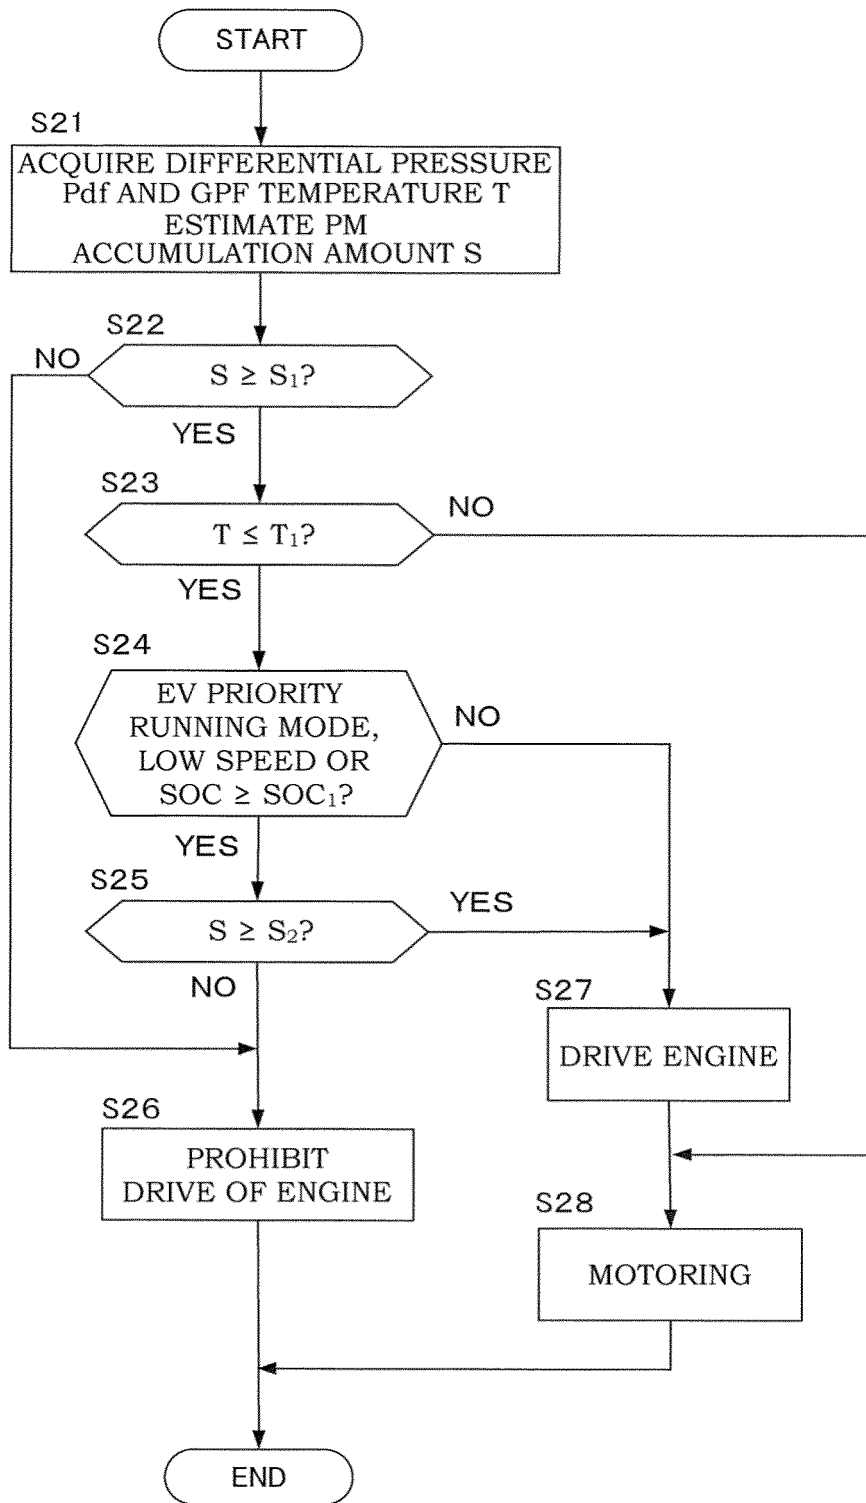 START
S21
ACQUIRE DIFFERENTIAL PRESSURE
Pdf AND GPF TEMPERATURE T
ESTIMATE PM
ACCUMULATION AMOUNT S
S22
NO
S ≥ S₁?
YES
S23
NO
T ≤ T₁?
YES
S24
EV PRIORITY
RUNNING MODE,
LOW SPEED OR
SOC ≥ SOC₁?
NO
YES
S25
YES
S ≥ S₂?
NO
S27
DRIVE ENGINE
S26
PROHIBIT
DRIVE OF ENGINE
S28
MOTORING
END